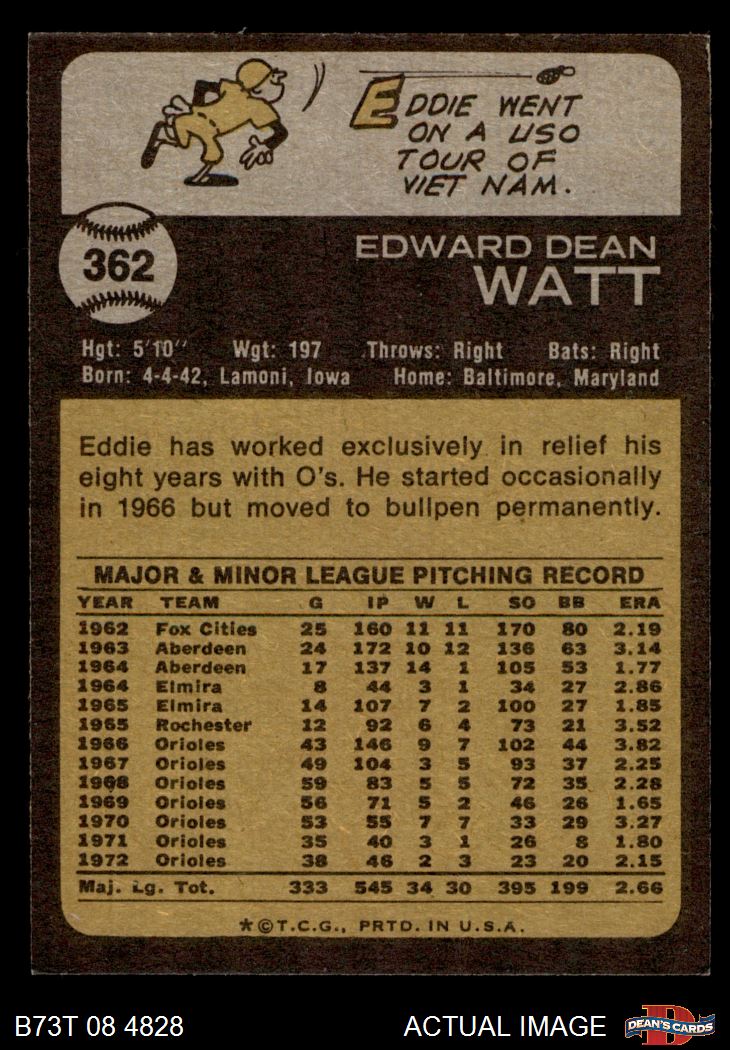 EDDIE WENT
ON A USO
TOUR OF
VIET NAM.
362
EDWARD DEAN
WATT
Hgt: 5'10" Wgt: 197 Throws: Right Bats: Right
Born: 4-4-42, Lamoni, Iowa Home: Baltimore, Maryland
Eddie has worked exclusively in relief his
eight years with O's. He started occasionally
in 1966 but moved to bullpen permanently.
MAJOR & MINOR LEAGUE PITCHING RECORD
YEAR TEAM G IP W L SO BB ERA
1962 Fox Cities 25 160 11 11 170 80 2.19
1963 Aberdeen 24 172 10 12 136 63 3.14
1964 Aberdeen 17 137 14 1 105 53 1.77
1964 Elmira 8 44 3 1 34 27 2.86
1965 Elmira 14 107 7 2 100 27 1.85
1965 Rochester 12 92 6 4 73 21 3.52
1966 Orioles 43 146 9 7 102 44 3.82
1967 Orioles 49 104 3 5 93 37 2.25
1968 Orioles 59 83 5 5 72 35 2.28
1969 Orioles 56 71 5 2 46 26 1.65
1970 Orioles 53 55 7 7 33 29 3.27
1971 Orioles 35 40 3 1 26 8 1.80
1972 Orioles 38 46 2 3 23 20 2.15
Maj. Lg. Tot. 333 545 34 30 395 199 2.66
*©T.C.G., PRTD. IN U.S.A.
B73T 08 4828 ACTUAL IMAGE
D
DEAN'S CARDS